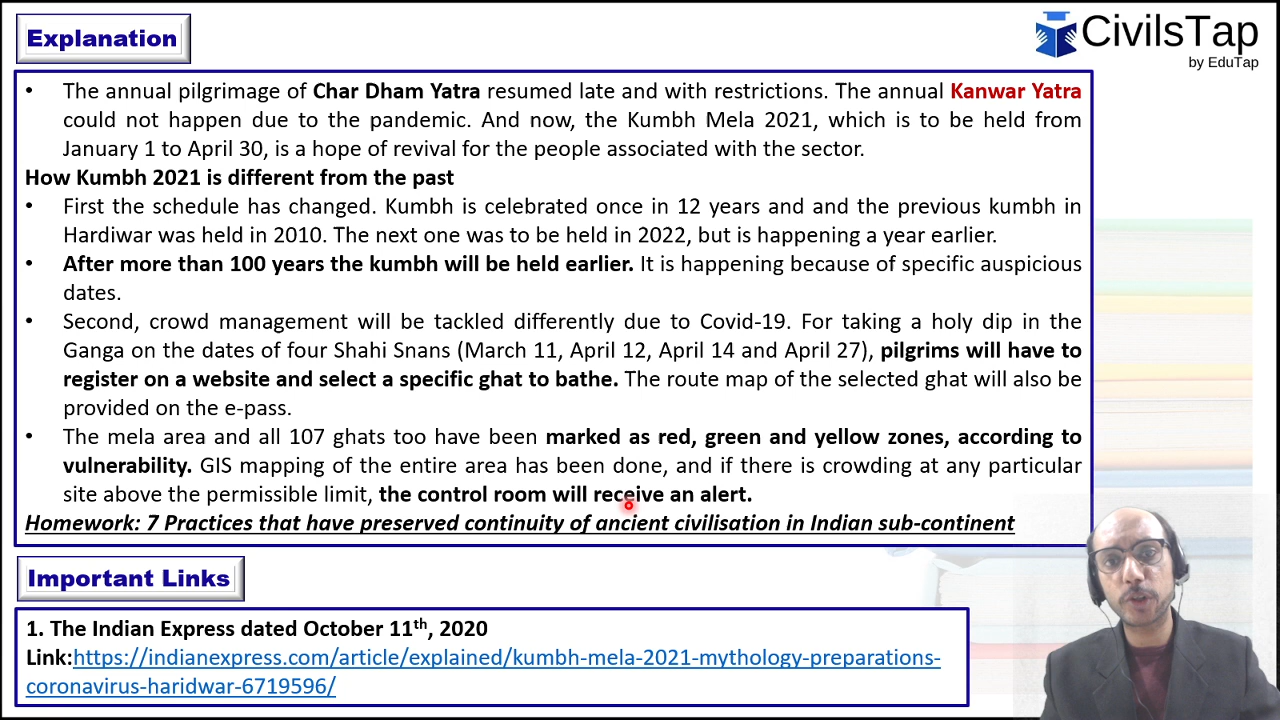 Explanation
CivilsTap
by EduTap
• The annual pilgrimage of Char Dham Yatra resumed late and with restrictions. The annual Kanwar Yatra
could not happen due to the pandemic. And now, the Kumbh Mela 2021, which is to be held from
January 1 to April 30, is a hope of revival for the people associated with the sector.
How Kumbh 2021 is different from the past
• First the schedule has changed. Kumbh is celebrated once in 12 years and and the previous kumbh in
Hardiwar was held in 2010. The next one was to be held in 2022, but is happening a year earlier.
• After more than 100 years the kumbh will be held earlier. It is happening because of specific auspicious
dates.
• Second, crowd management will be tackled differently due to Covid-19. For taking a holy dip in the
Ganga on the dates of four Shahi Snans (March 11, April 12, April 14 and April 27), pilgrims will have to
register on a website and select a specific ghat to bathe. The route map of the selected ghat will also be
provided on the e-pass.
• The mela area and all 107 ghats too have been marked as red, green and yellow zones, according to
vulnerability. GIS mapping of the entire area has been done, and if there is crowding at any particular
site above the permissible limit, the control room will receive an alert.
Homework: 7 Practices that have preserved continuity of ancient civilisation in Indian sub-continent
Important Links
1. The Indian Express dated October 11th, 2020
Link:https://indianexpress.com/article/explained/kumbh-mela-2021-mythology-preparations-
coronavirus-haridwar-6719596/